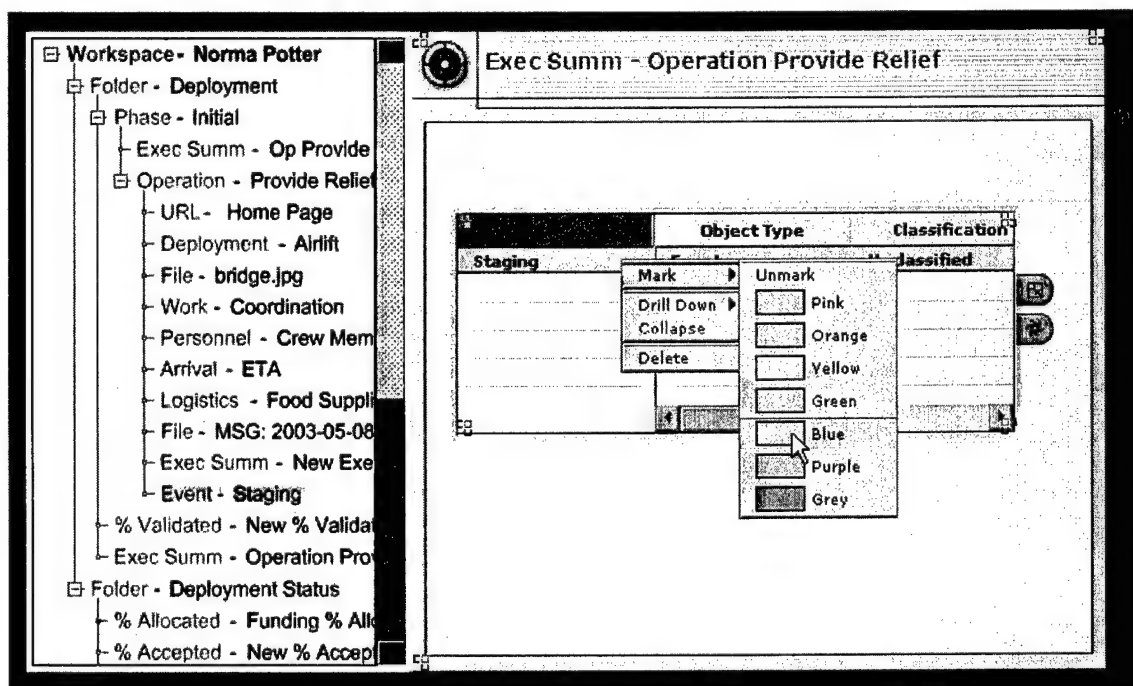 Workspace - Norma Potter
Folder - Deployment
Phase - Initial
Exec Summ - Op Provide
Operation - Provide Relief
URL - Home Page
Deployment - Airlift
File - bridge.jpg
Work - Coordination
Personnel - Crew Mem
Arrival - ETA
Logistics - Food Suppli
File - MSG: 2003-05-08
Exec Summ - New Exe
Event - Staging
% Validated - New % Validat
Exec Summ - Operation Prov
Folder - Deployment Status
% Allocated - Funding % Allo
% Accepted - New % Accept
Exec Summ - Operation Provide Relief
Object Type Classification
Staging classified
Mark
Drill Down
Collapse
Delete
Unmark
Pink
Orange
Yellow
Green
Blue
Purple
Grey